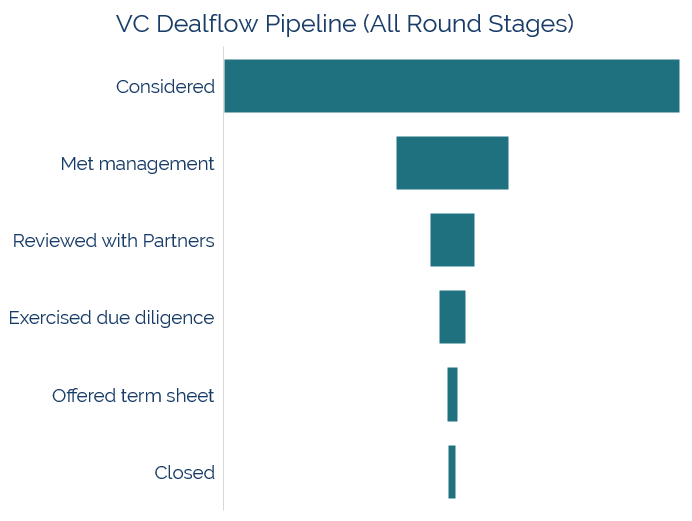 VC Dealflow Pipeline (All Round Stages)
Considered
Met management
Reviewed with Partners
Exercised due diligence
Offered term sheet
Closed